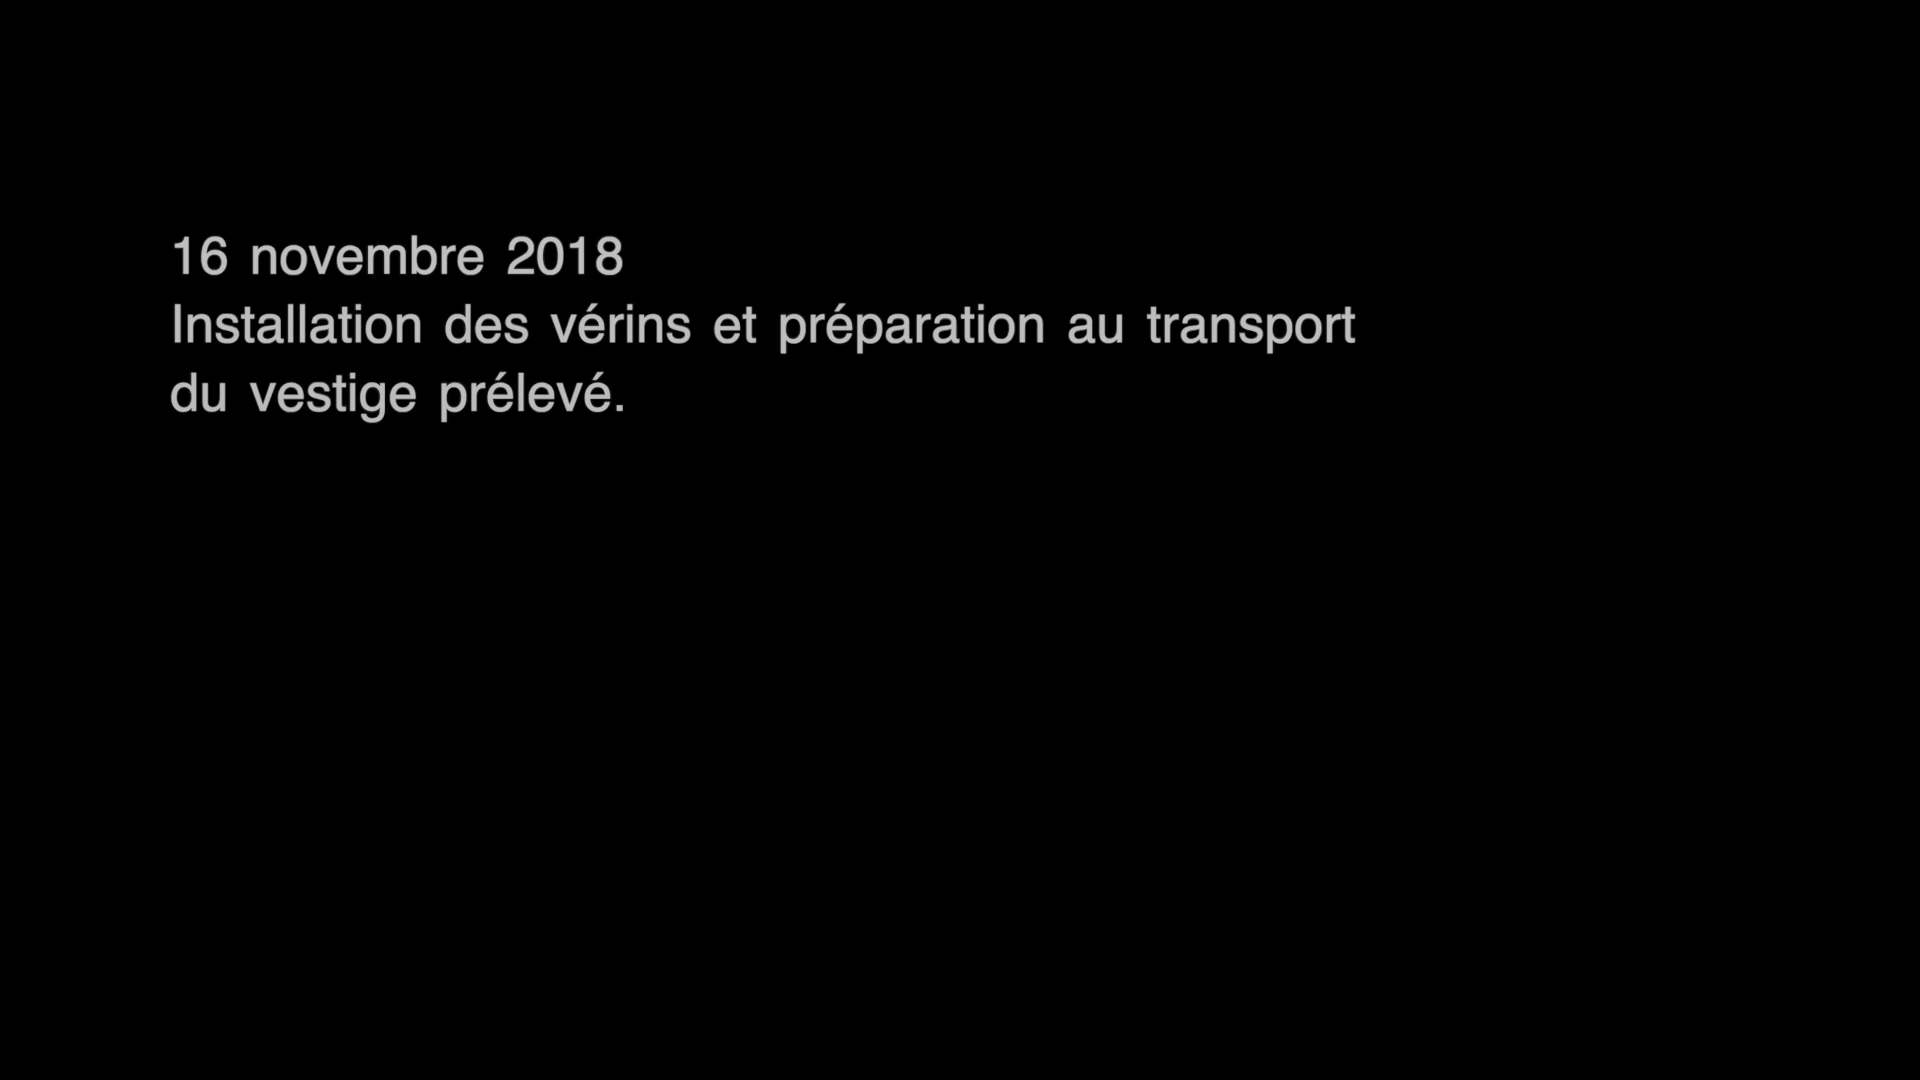 16 novembre 2018
Installation des vérins et préparation au transport
du vestige prélevé.